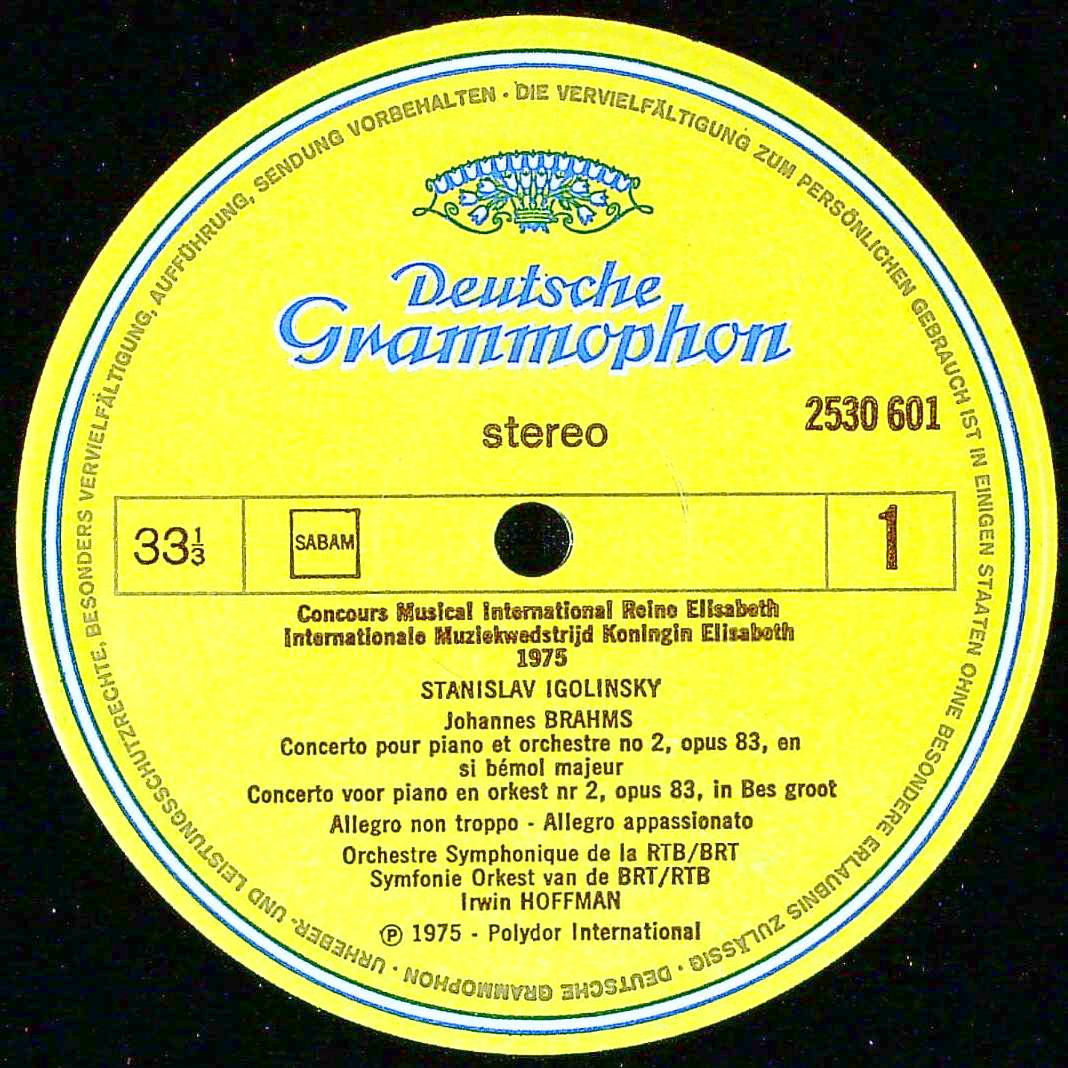 URHEBER- UND LEISTUNGSSCHUTZRECHTE, BESONDERS VERVIELFÄLTIGUNG, AUFFÜHRUNG, SENDUNG VORBEHALTEN · DIE VERVIELFÄLTIGUNG ZUM PERSÖNLICHEN GEBRAUCH IST IN EINIGEN STAATEN OHNE BESONDERE ERLAUBNIS ZULÄSSIG · DEUTSCHE GRAMMOPHON ·
Deutsche
Grammophon
2530 601
stereo
33⅓ SABAM 1
Concours Musical International Reine Elisabeth
Internationale Muziekwedstrijd Koningin Elisabeth
1975
STANISLAV IGOLINSKY
Johannes BRAHMS
Concerto pour piano et orchestre no 2, opus 83, en
si bémol majeur
Concerto voor piano en orkest nr 2, opus 83, in Bes groot
Allegro non troppo - Allegro appassionato
Orchestre Symphonique de la RTB/BRT
Symfonie Orkest van de BRT/RTB
Irwin HOFFMAN
℗ 1975 - Polydor International